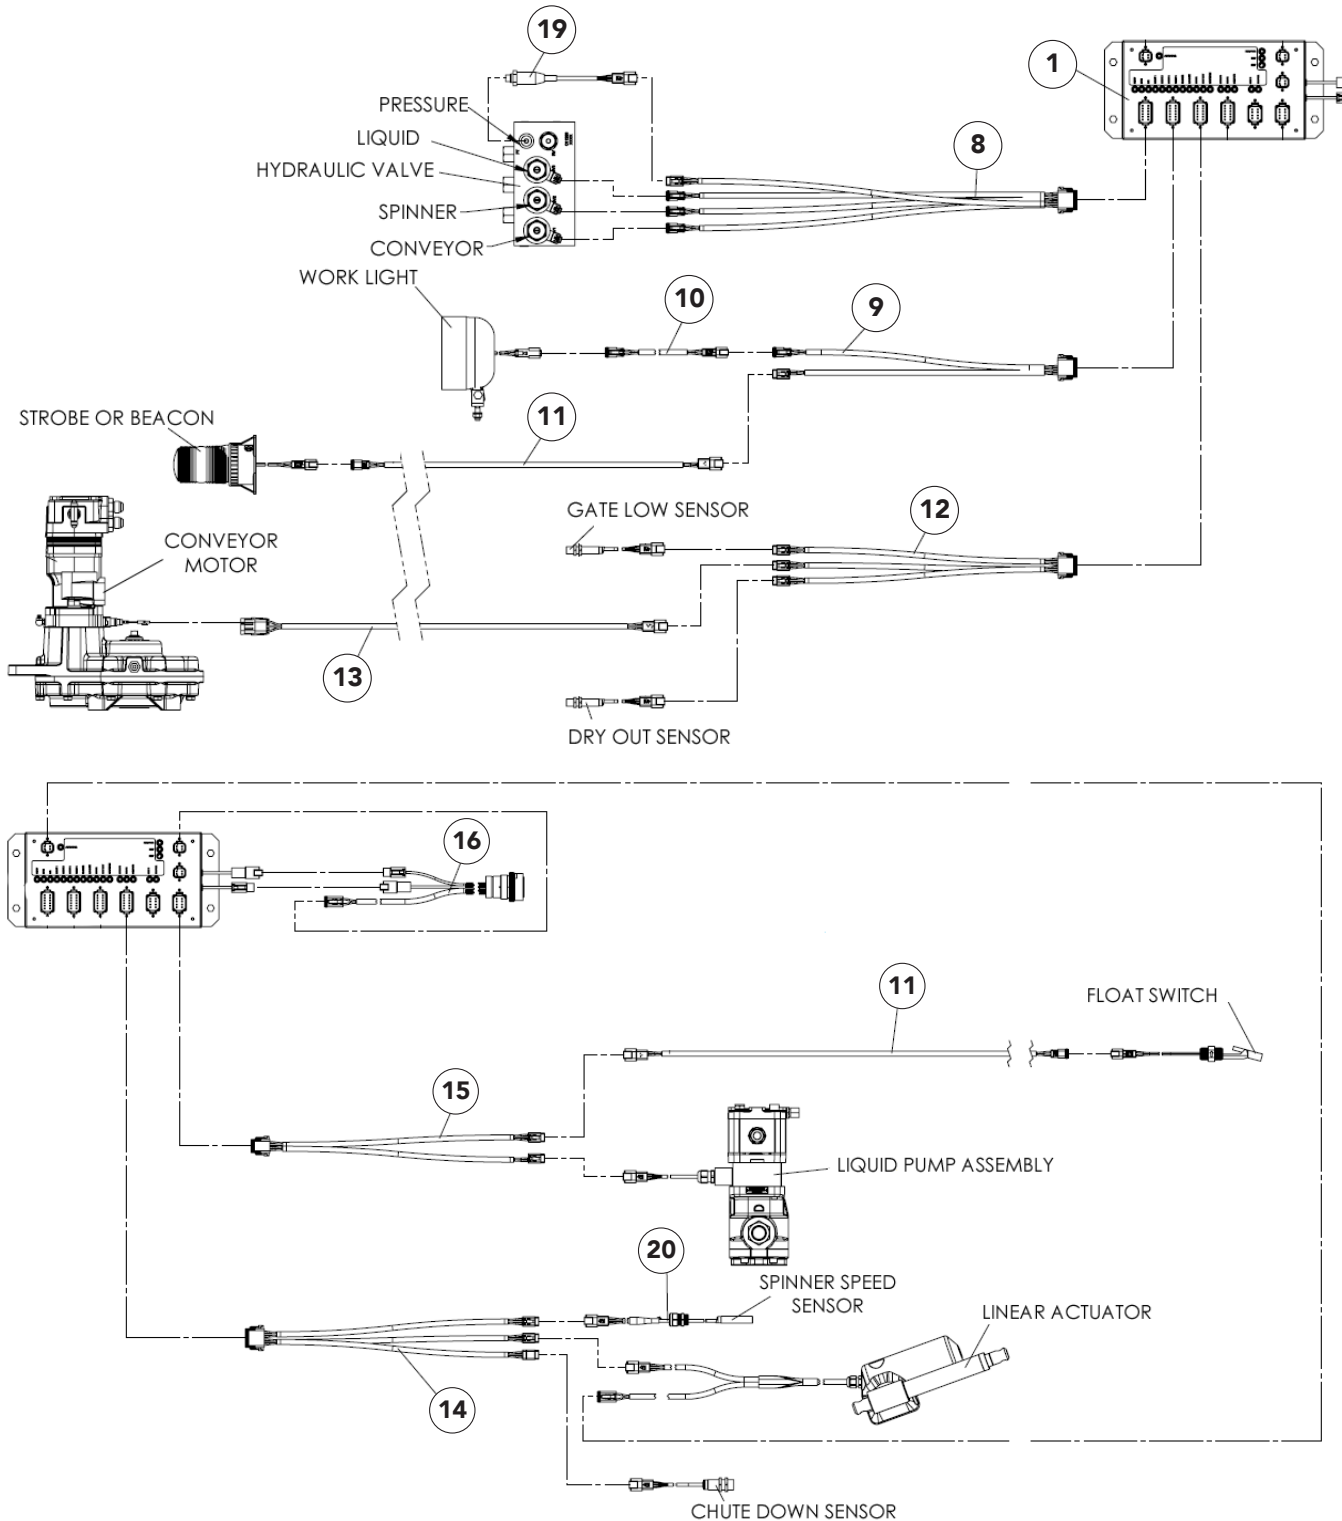 19
1
PRESSURE
LIQUID
HYDRAULIC VALVE
SPINNER
CONVEYOR
8
WORK LIGHT
10
9
STROBE OR BEACON
11
GATE LOW SENSOR
12
CONVEYOR
MOTOR
13
DRY OUT SENSOR
16
11
FLOAT SWITCH
15
LIQUID PUMP ASSEMBLY
20
SPINNER SPEED
SENSOR
LINEAR ACTUATOR
14
CHUTE DOWN SENSOR